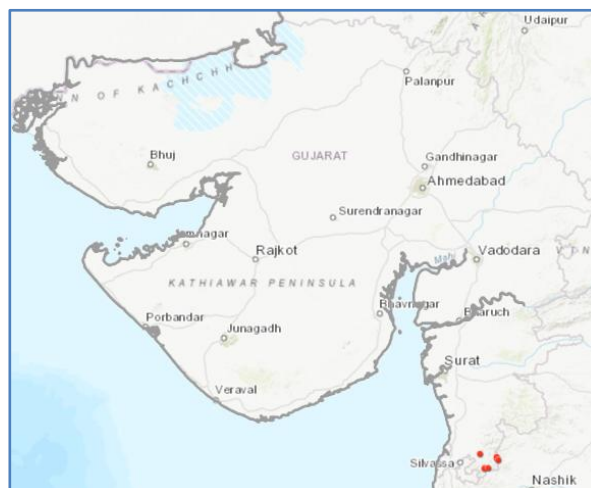 Udaipur
N OF KACHCHH
Palanpur
Bhuj
GUJARAT
Gandhinagar
Ahmedabad
Surendranagar
Rajkot
Mahi
Vadodara
KATHIAWAR PENINSULA
Porbandar
Junagadh
Bhavnagar
Bharuch
Veraval
Surat
Silvassa
Nashik